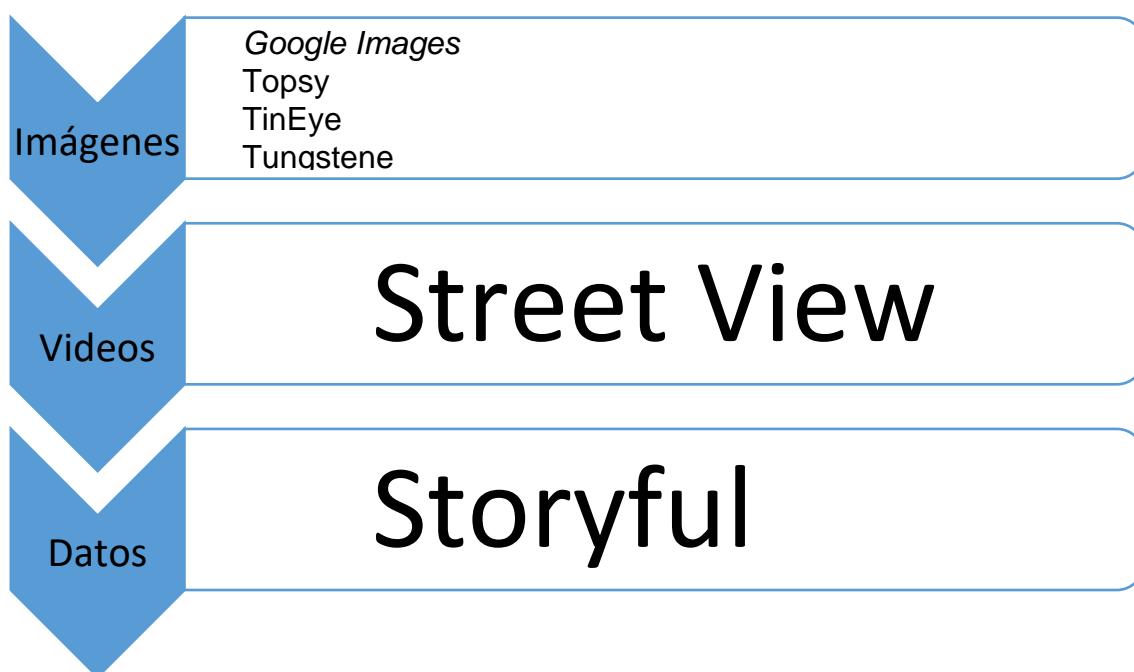 Imágenes
Google Images
Topsy
TinEye
Tungstene
Videos
Street View
Datos
Storyful